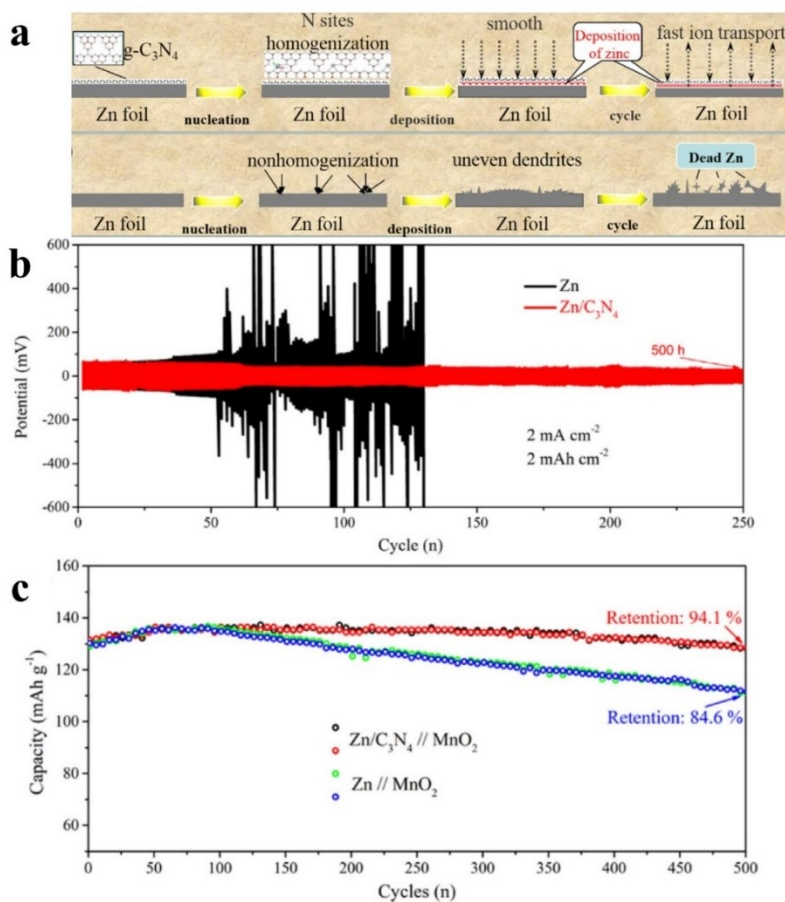 a
g-C₃N₄
N sites
homogenization
smooth
Deposition
of zinc
fast ion transport
Zn foil
nucleation
Zn foil
deposition
Zn foil
cycle
Zn foil
nonhomogenization
uneven dendrites
Dead Zn
Zn foil
nucleation
Zn foil
deposition
Zn foil
cycle
Zn foil
b
600
400
200
0
-200
-400
-600
Potential (mV)
Zn
Zn/C₃N₄
500 h
2 mA cm⁻²
2 mAh cm⁻²
0 50 100 150 200 250
Cycle (n)
c
160
140
120
100
80
60
Capacity (mAh g⁻¹)
Retention: 94.1 %
Retention: 84.6 %
Zn/C₃N₄ // MnO₂
Zn // MnO₂
0 50 100 150 200 250 300 350 400 450 500
Cycles (n)